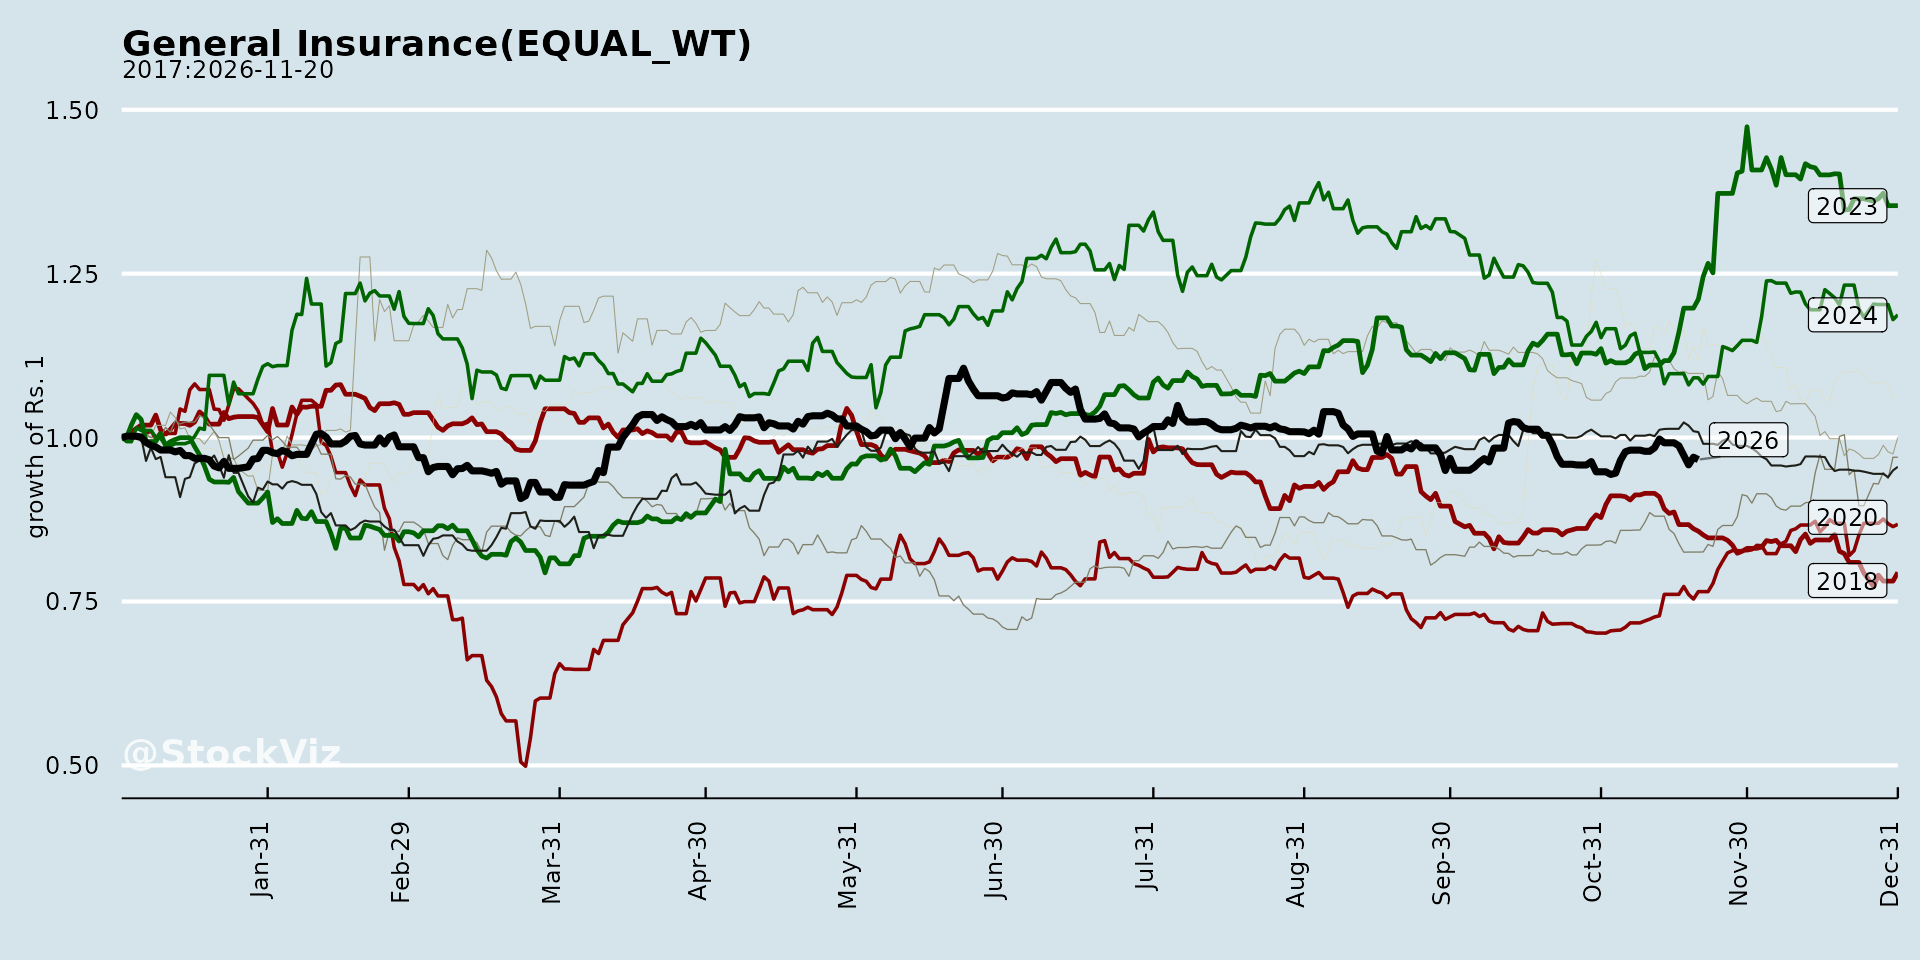 General Insurance(EQUAL_WT)
2017:2026-11-20
growth of Rs. 1
1.50
1.25
1.00
0.75
0.50
2023
2024
2026
2020
2018
@StockViz
Jan-31
Feb-29
Mar-31
Apr-30
May-31
Jun-30
Jul-31
Aug-31
Sep-30
Oct-31
Nov-30
Dec-31